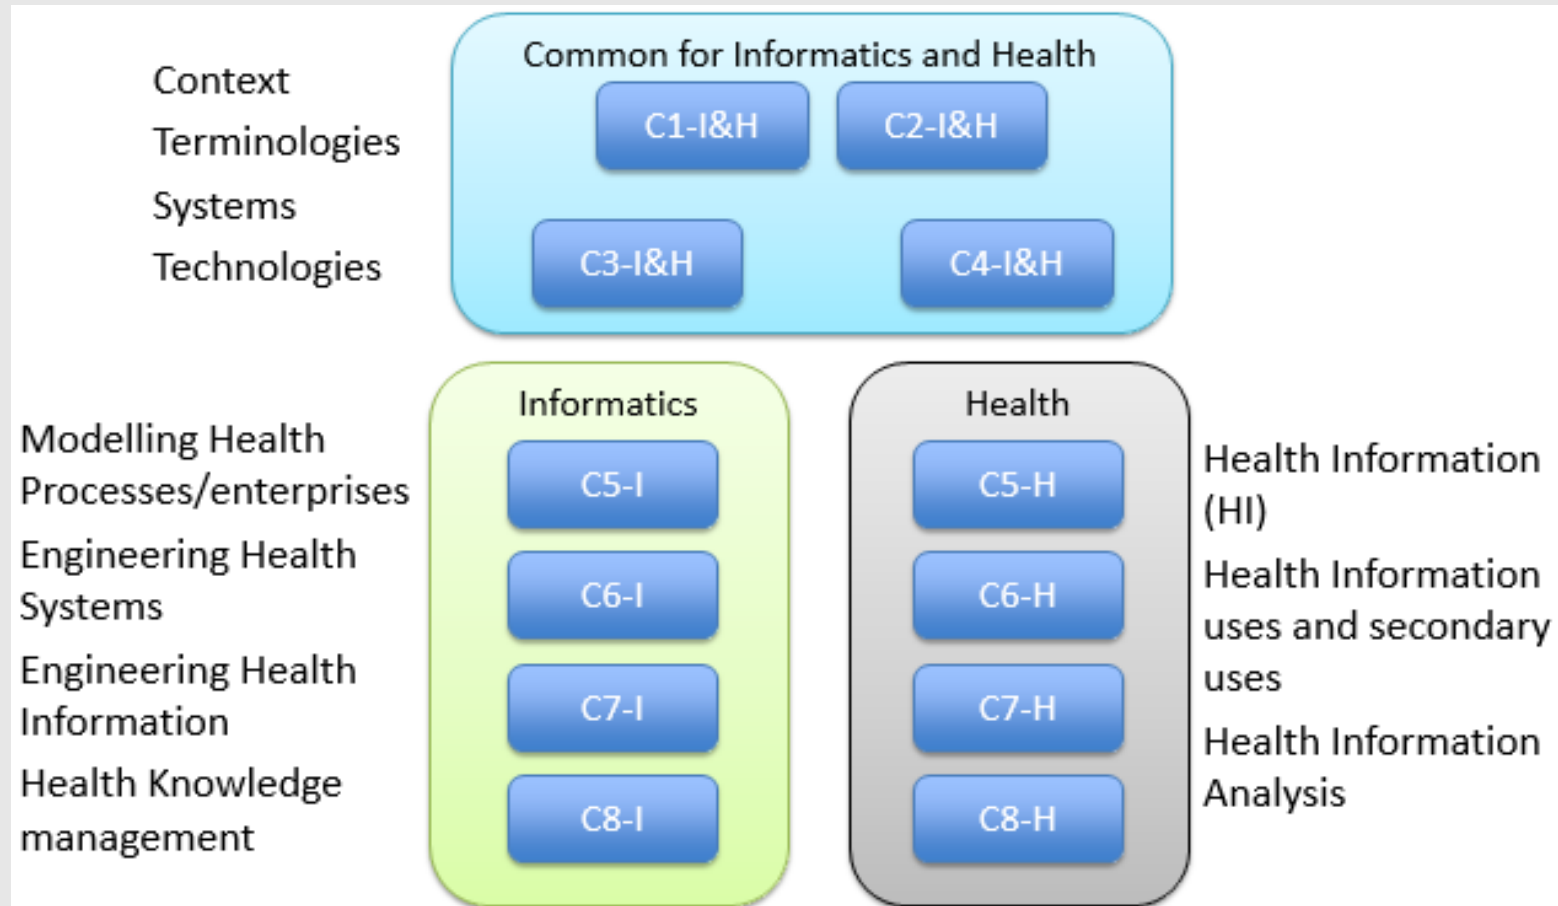 Common for Informatics and Health
Context
Terminologies
Systems
Technologies
C1-I&H
C2-I&H
C3-I&H
C4-I&H
Informatics
Modelling Health
Processes/enterprises
Engineering Health
Systems
Engineering Health
Information
Health Knowledge
management
C5-I
C6-I
C7-I
C8-I
Health
C5-H
C6-H
C7-H
C8-H
Health Information
(HI)
Health Information
uses and secondary
uses
Health Information
Analysis